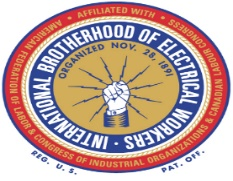 · AFFILIATED WITH ·
AMERICAN FEDERATION OF LABOR & CONGRESS OF INDUSTRIAL ORGANIZATIONS & CANADIAN LABOUR CONGRESS
· INTERNATIONAL BROTHERHOOD OF ELECTRICAL WORKERS ·
ORGANIZED NOV. 28, 1891
REG. U. S. PAT. OFF.